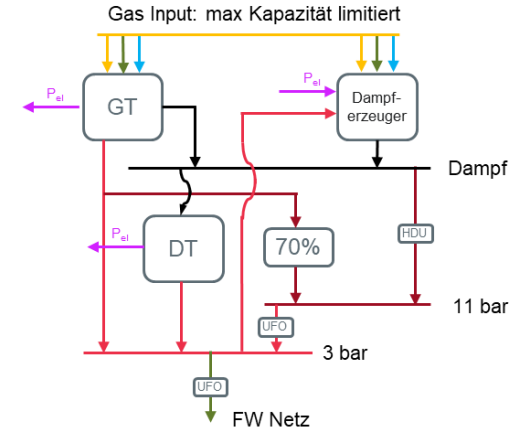 Gas Input: max Kapazität limitiert
Pel
GT
Pel
Dampf-
erzeuger
Dampf
Pel
DT
70%
HDU
11 bar
UFO
3 bar
UFO
FW Netz